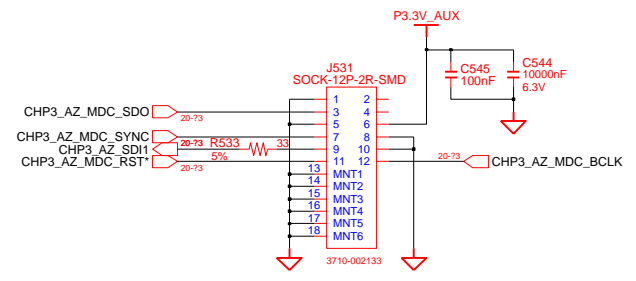 P3.3V_AUX
J531
SOCK-12P-2R-SMD
C545
100nF
C544
10000nF
6.3V
1 2
CHP3_AZ_MDC_SDO 3 4
20-?3 5 6
CHP3_AZ_MDC_SYNC 7 8
CHP3_AZ_SDI1 20-?3 R533 33 9 10
CHP3_AZ_MDC_RST* 5% 11 12 20-?3 CHP3_AZ_MDC_BCLK
20-?3
13 MNT1
14 MNT2
15 MNT3
16 MNT4
17 MNT5
18 MNT6
3710-002133